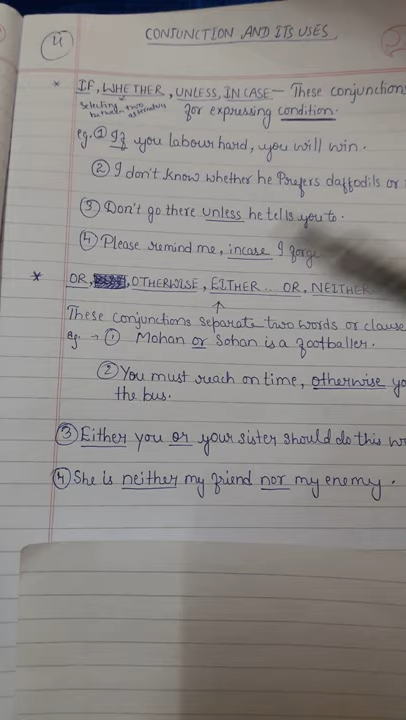 4
CONJUNCTION AND ITS USES
* IF, WHETHER, UNLESS, INCASE - These conjunctions
selecting between two alternatives
for expressing condition.
eg. ① If you labour hard, you will win.
② I don't know whether he Prefers daffodils or
③ Don't go there unless he tells you to.
④ Please remind me, incase I forge
* OR, OTHERWISE, EITHER .. OR, NEITHER
These conjunctions separate two words or clause
eg. → ① Mohan or Sohan is a footballer.
② You must reach on time, otherwise yo
the bus.
③ Either you or your sister should do this w
④ She is neither my friend nor my enemy.